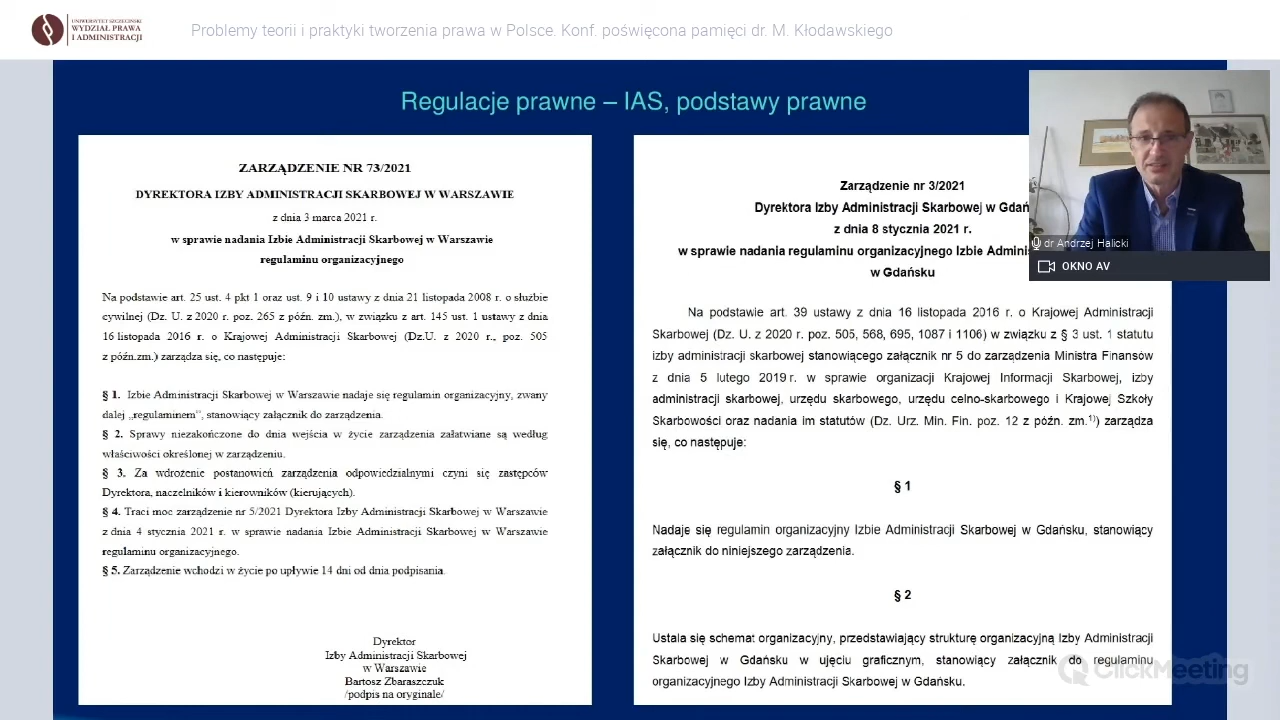 UNIWERSYTET SZCZECIŃSKI
WYDZIAŁ PRAWA
I ADMINISTRACJI
Problemy teorii i praktyki tworzenia prawa w Polsce. Konf. poświęcona pamięci dr. M. Kłodawskiego
Regulacje prawne – IAS, podstawy prawne
ZARZĄDZENIE NR 73/2021
DYREKTORA IZBY ADMINISTRACJI SKARBOWEJ W WARSZAWIE
z dnia 3 marca 2021 r.
w sprawie nadania Izbie Administracji Skarbowej w Warszawie
regulaminu organizacyjnego
Na podstawie art. 25 ust. 4 pkt 1 oraz ust. 9 i 10 ustawy z dnia 21 listopada 2008 r. o służbie
cywilnej (Dz. U. z 2020 r. poz. 265 z późn. zm.), w związku z art. 145 ust. 1 ustawy z dnia
16 listopada 2016 r. o Krajowej Administracji Skarbowej (Dz.U. z 2020 r., poz. 505
z późn.zm.) zarządza się, co następuje:
§ 1. Izbie Administracji Skarbowej w Warszawie nadaje się regulamin organizacyjny, zwany
dalej „regulaminem”, stanowiący załącznik do zarządzenia.
§ 2. Sprawy niezakończone do dnia wejścia w życie zarządzenia załatwiane są według
właściwości określonej w zarządzeniu.
§ 3. Za wdrożenie postanowień zarządzenia odpowiedzialnymi czyni się zastępców
Dyrektora, naczelników i kierowników (kierujących).
§ 4. Traci moc zarządzenie nr 5/2021 Dyrektora Izby Administracji Skarbowej w Warszawie
z dnia 4 stycznia 2021 r. w sprawie nadania Izbie Administracji Skarbowej w Warszawie
regulaminu organizacyjnego.
§ 5. Zarządzenie wchodzi w życie po upływie 14 dni od dnia podpisania.
Dyrektor
Izby Administracji Skarbowej
w Warszawie
Bartosz Zbaraszczuk
/podpis na oryginale/
Zarządzenie nr 3/2021
Dyrektora Izby Administracji Skarbowej w Gdań
z dnia 8 stycznia 2021 r.
w sprawie nadania regulaminu organizacyjnego Izbie Admini
w Gdańsku
Na podstawie art. 39 ustawy z dnia 16 listopada 2016 r. o Krajowej Administracji
Skarbowej (Dz. U. z 2020 r. poz. 505, 568, 695, 1087 i 1106) w związku z § 3 ust. 1 statutu
izby administracji skarbowej stanowiącego załącznik nr 5 do zarządzenia Ministra Finansów
z dnia 5 lutego 2019 r. w sprawie organizacji Krajowej Informacji Skarbowej, izby
administracji skarbowej, urzędu skarbowego, urzędu celno-skarbowego i Krajowej Szkoły
Skarbowości oraz nadania im statutów (Dz. Urz. Min. Fin. poz. 12 z późn. zm.¹⁾) zarządza
się, co następuje:
§ 1
Nadaje się regulamin organizacyjny Izbie Administracji Skarbowej w Gdańsku, stanowiący
załącznik do niniejszego zarządzenia.
§ 2
Ustala się schemat organizacyjny, przedstawiający strukturę organizacyjną Izby Administracji
Skarbowej w Gdańsku w ujęciu graficznym, stanowiący załącznik do regulaminu
organizacyjnego Izby Administracji Skarbowej w Gdańsku.
dr Andrzej Halicki
OKNO AV
ClickMeeting